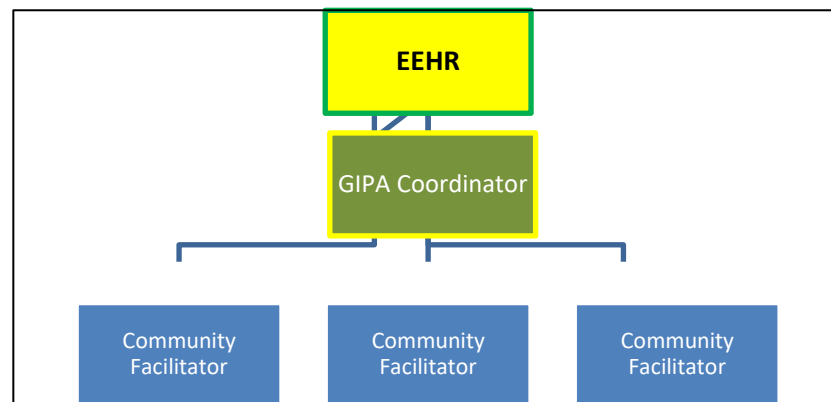 EEHR
GIPA Coordinator
Community
Facilitator
Community
Facilitator
Community
Facilitator